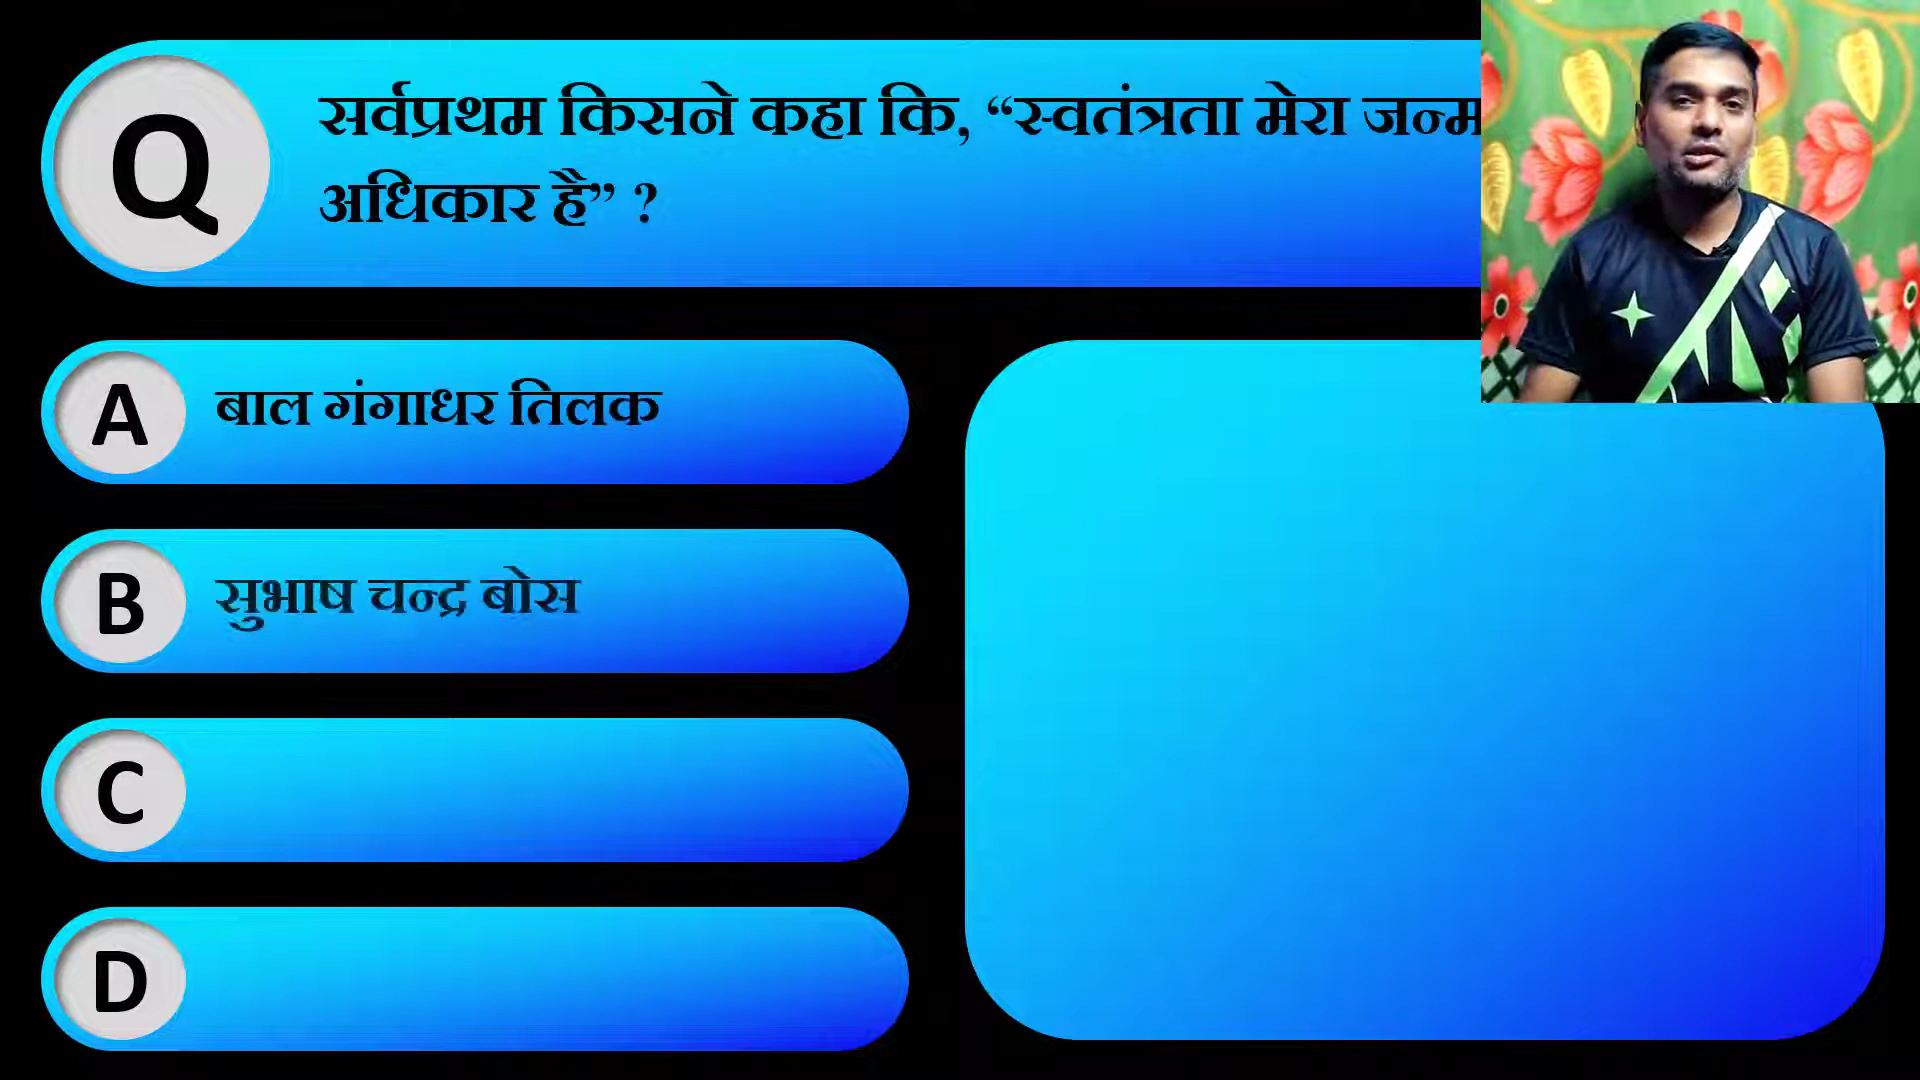 Q
सर्वप्रथम किसने कहा कि, “स्वतंत्रता मेरा जन्म
अधिकार है” ?
A बाल गंगाधर तिलक
B सुभाष चन्द्र बोस
C
D